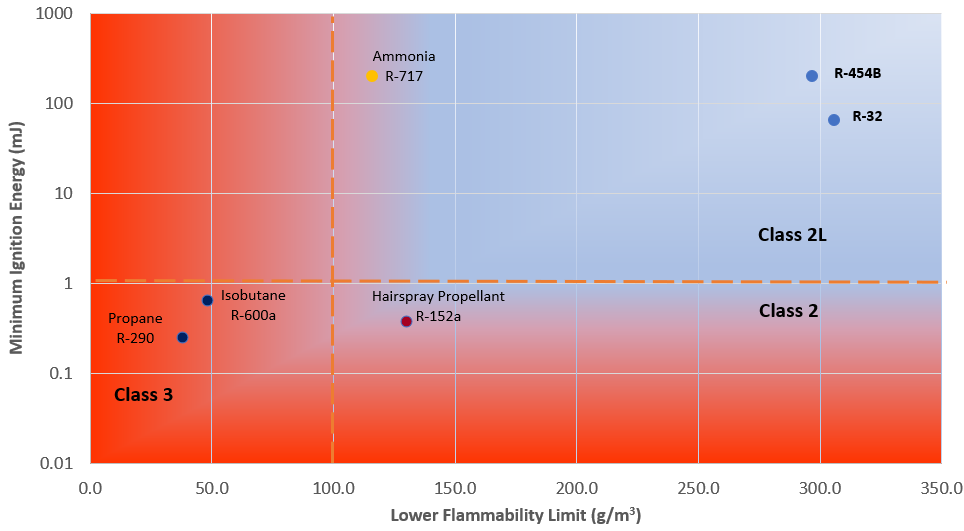 Minimum Ignition Energy (mJ)
1000
100
10
1
0.1
0.01
Ammonia
R-717
R-454B
R-32
Class 2L
Isobutane
R-600a
Propane
R-290
Hairspray Propellant
R-152a
Class 2
Class 3
0.0
50.0
100.0
150.0
200.0
250.0
300.0
350.0
Lower Flammability Limit (g/m³)